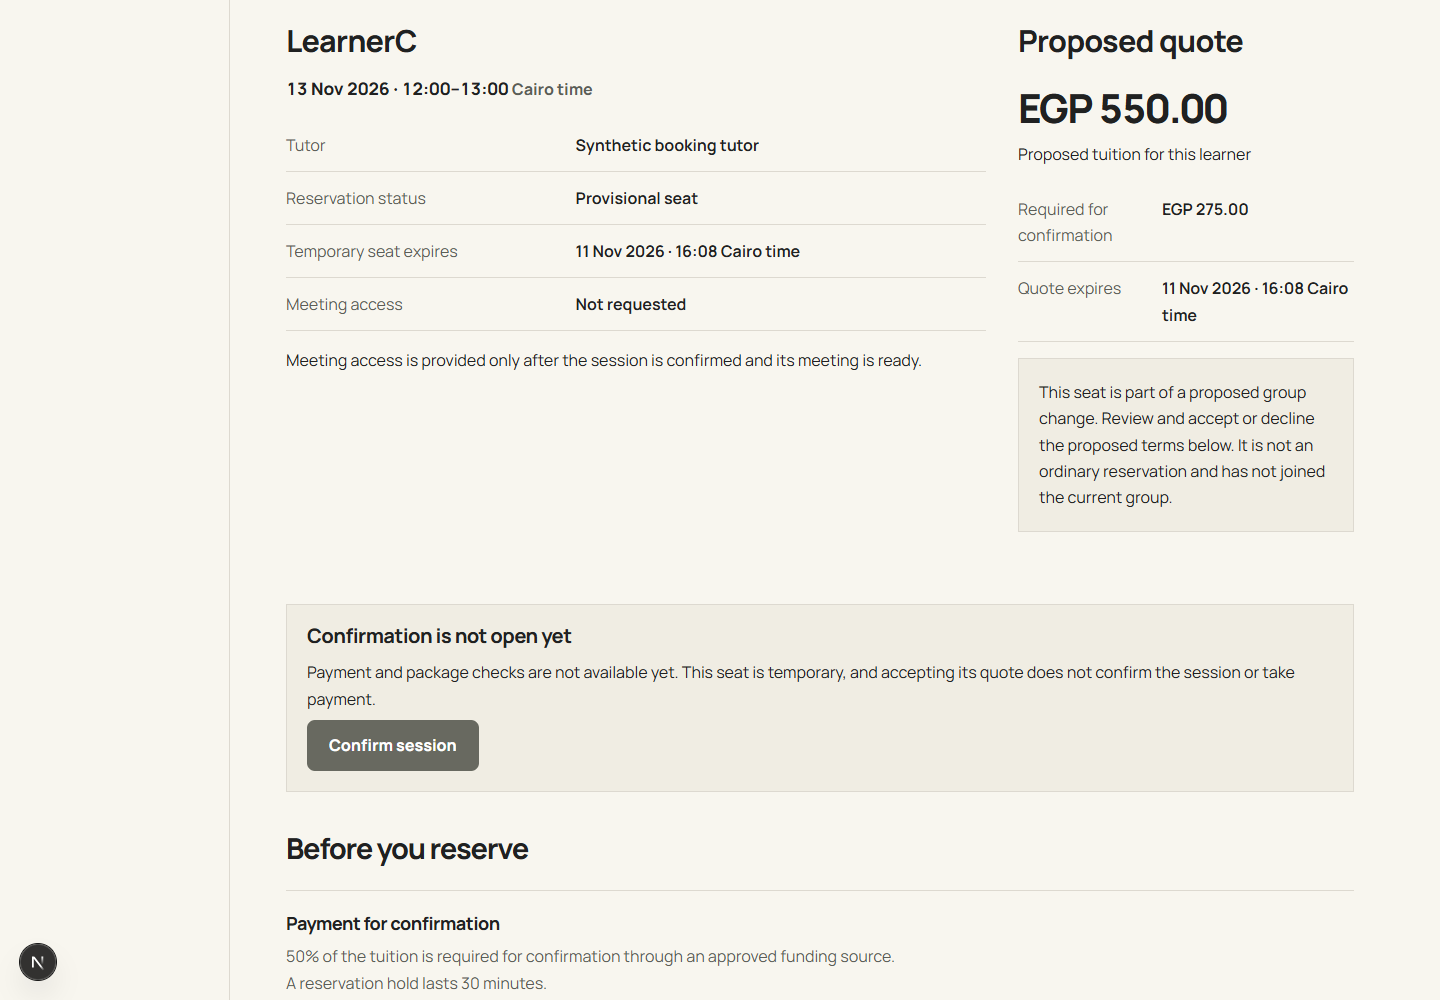 LearnerC
13 Nov 2026 · 12:00–13:00 Cairo time
Tutor
Synthetic booking tutor
Reservation status
Provisional seat
Temporary seat expires
11 Nov 2026 · 16:08 Cairo time
Meeting access
Not requested
Meeting access is provided only after the session is confirmed and its meeting is ready.
Proposed quote
EGP 550.00
Proposed tuition for this learner
Required for
confirmation
EGP 275.00
Quote expires
11 Nov 2026 · 16:08 Cairo
time
This seat is part of a proposed group
change. Review and accept or decline
the proposed terms below. It is not an
ordinary reservation and has not joined
the current group.
Confirmation is not open yet
Payment and package checks are not available yet. This seat is temporary, and accepting its quote does not confirm the session or take
payment.
Confirm session
Before you reserve
Payment for confirmation
50% of the tuition is required for confirmation through an approved funding source.
A reservation hold lasts 30 minutes.
N